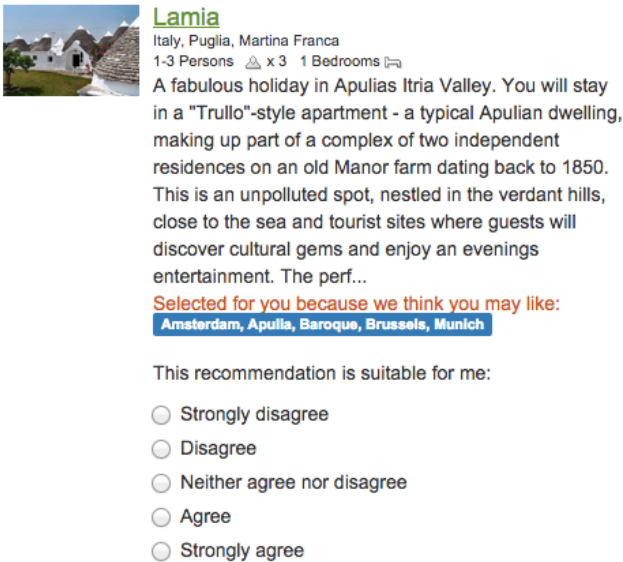 Lamia
Italy, Puglia, Martina Franca
1-3 Persons x 3 1 Bedrooms
A fabulous holiday in Apulias Itria Valley. You will stay
in a "Trullo"-style apartment - a typical Apulian dwelling,
making up part of a complex of two independent
residences on an old Manor farm dating back to 1850.
This is an unpolluted spot, nestled in the verdant hills,
close to the sea and tourist sites where guests will
discover cultural gems and enjoy an evenings
entertainment. The perf...
Selected for you because we think you may like:
Amsterdam, Apulia, Baroque, Brussels, Munich
This recommendation is suitable for me:
Strongly disagree
Disagree
Neither agree nor disagree
Agree
Strongly agree